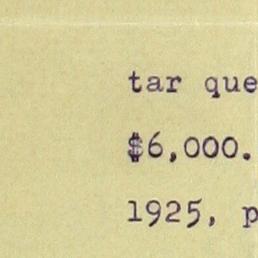 tar que
$6,000.
1925, p